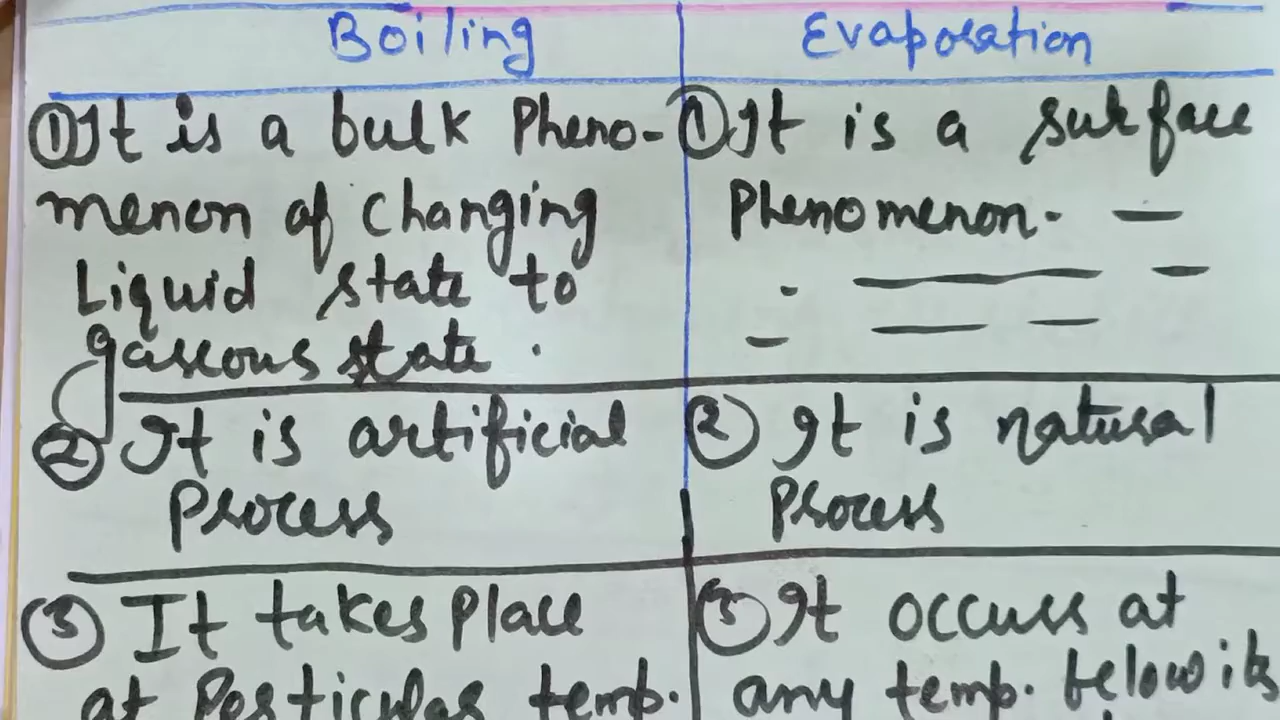 Boiling
Evaporation
① It is a bulk Pheno-
menon of changing
Liquid state to
gaseous state.
① It is a surface
Phenomenon. —
② It is artificial
Process
② It is natural
Process
③ It takes Place
at Particular temp.
③ It occurs at
any temp. below its